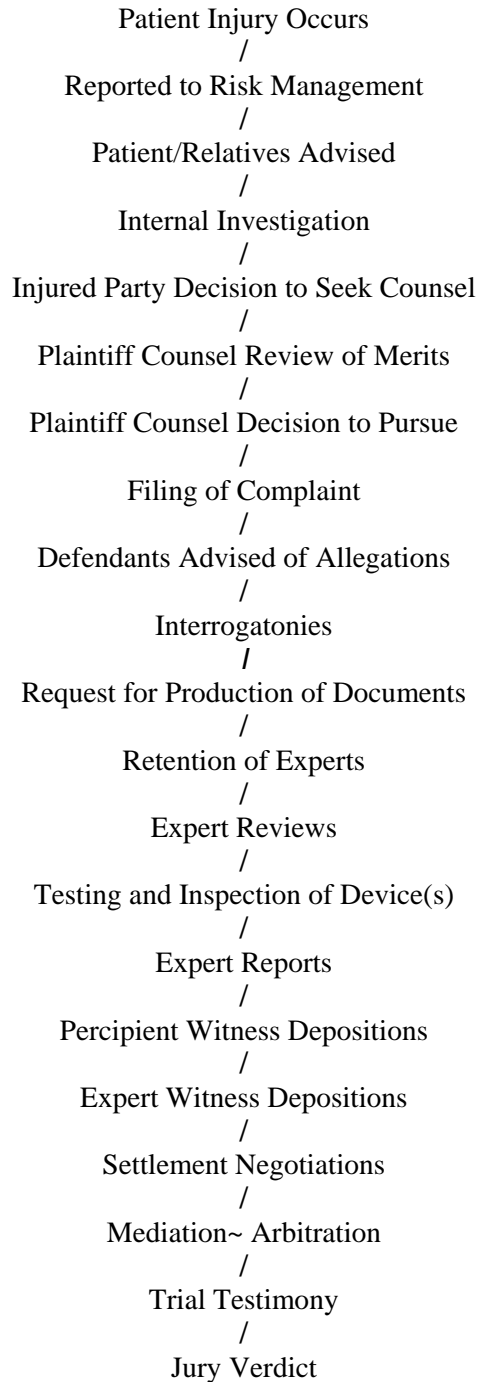 Patient Injury Occurs
/
Reported to Risk Management
/
Patient/Relatives Advised
/
Internal Investigation
/
Injured Party Decision to Seek Counsel
/
Plaintiff Counsel Review of Merits
/
Plaintiff Counsel Decision to Pursue
/
Filing of Complaint
/
Defendants Advised of Allegations
/
Interrogatonies
/
Request for Production of Documents
/
Retention of Experts
/
Expert Reviews
/
Testing and Inspection of Device(s)
/
Expert Reports
/
Percipient Witness Depositions
/
Expert Witness Depositions
/
Settlement Negotiations
/
Mediation~ Arbitration
/
Trial Testimony
/
Jury Verdict